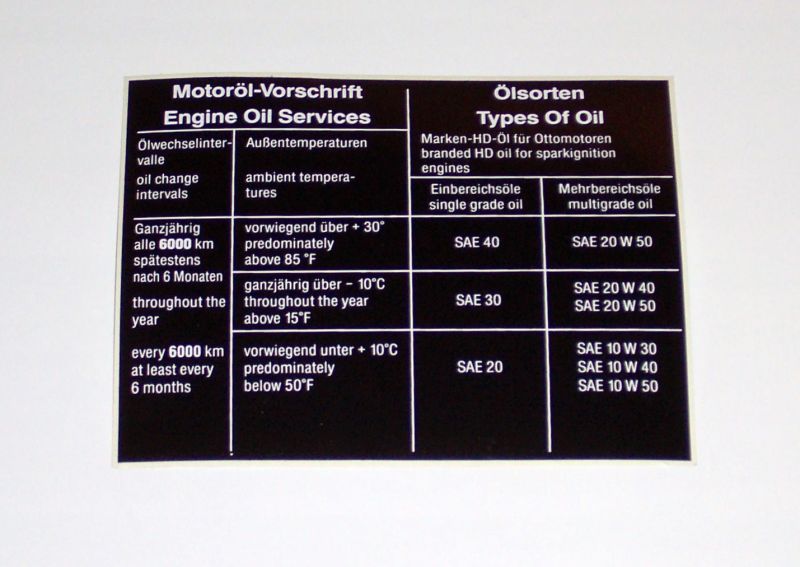 Motoröl-Vorschrift
Engine Oil Services
Ölsorten
Types Of Oil
Ölwechselinter-
valle
oil change
intervals
Außentemperaturen
ambient tempera-
tures
Marken-HD-Öl für Ottomotoren
branded HD oil for sparkignition
engines
Einbereichsöle
single grade oil
Mehrbereichsöle
multigrade oil
Ganzjährig
alle 6000 km
spätestens
nach 6 Monaten
throughout the
year
every 6000 km
at least every
6 months
vorwiegend über + 30°
predominately
above 85 °F
SAE 40
SAE 20 W 50
ganzjährig über - 10°C
throughout the year
above 15°F
SAE 30
SAE 20 W 40
SAE 20 W 50
vorwiegend unter + 10°C
predominately
below 50°F
SAE 20
SAE 10 W 30
SAE 10 W 40
SAE 10 W 50